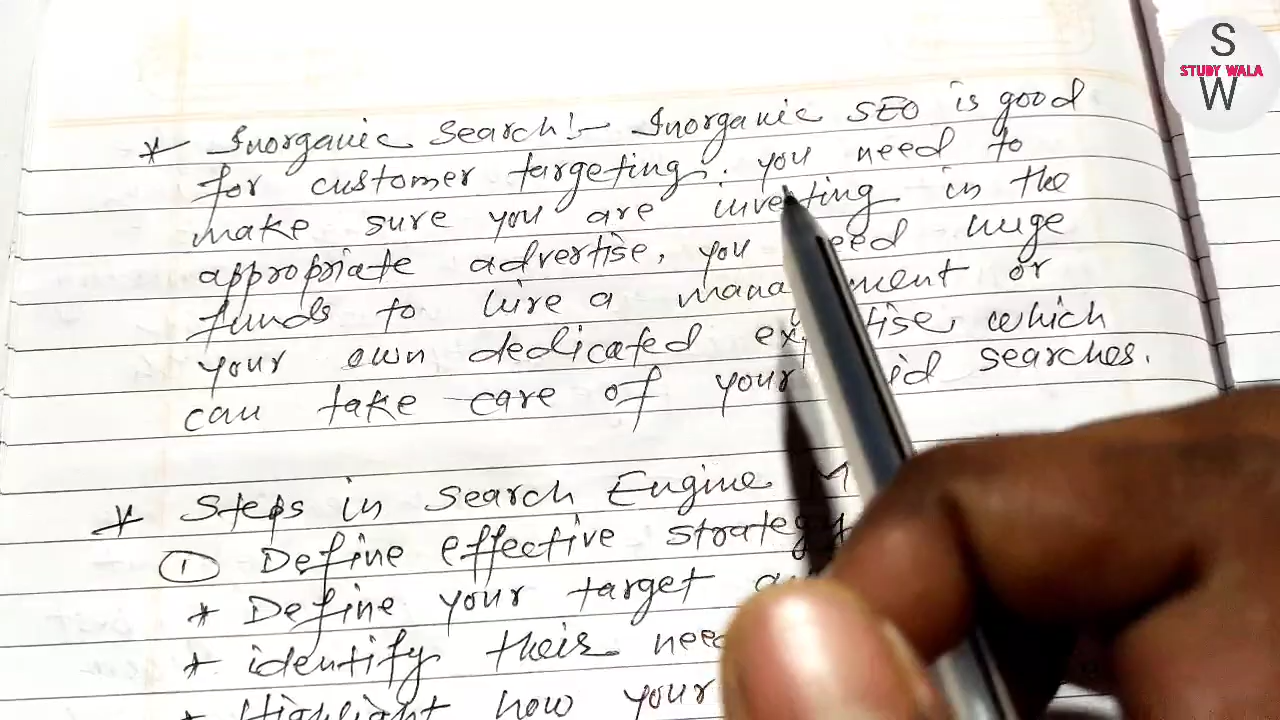 S
STUDY WALA
W
* Inorganic Search:- Inorganic SEO is good
for customer targeting. you need to
make sure you are investing in the
appropriate advertise, you need huge
funds to hire a management or
your own dedicated expertise which
can take care of your searches.
* Steps in Search Engine
① Define effective strategy
* Define your target
* identify their
* Highlight how your